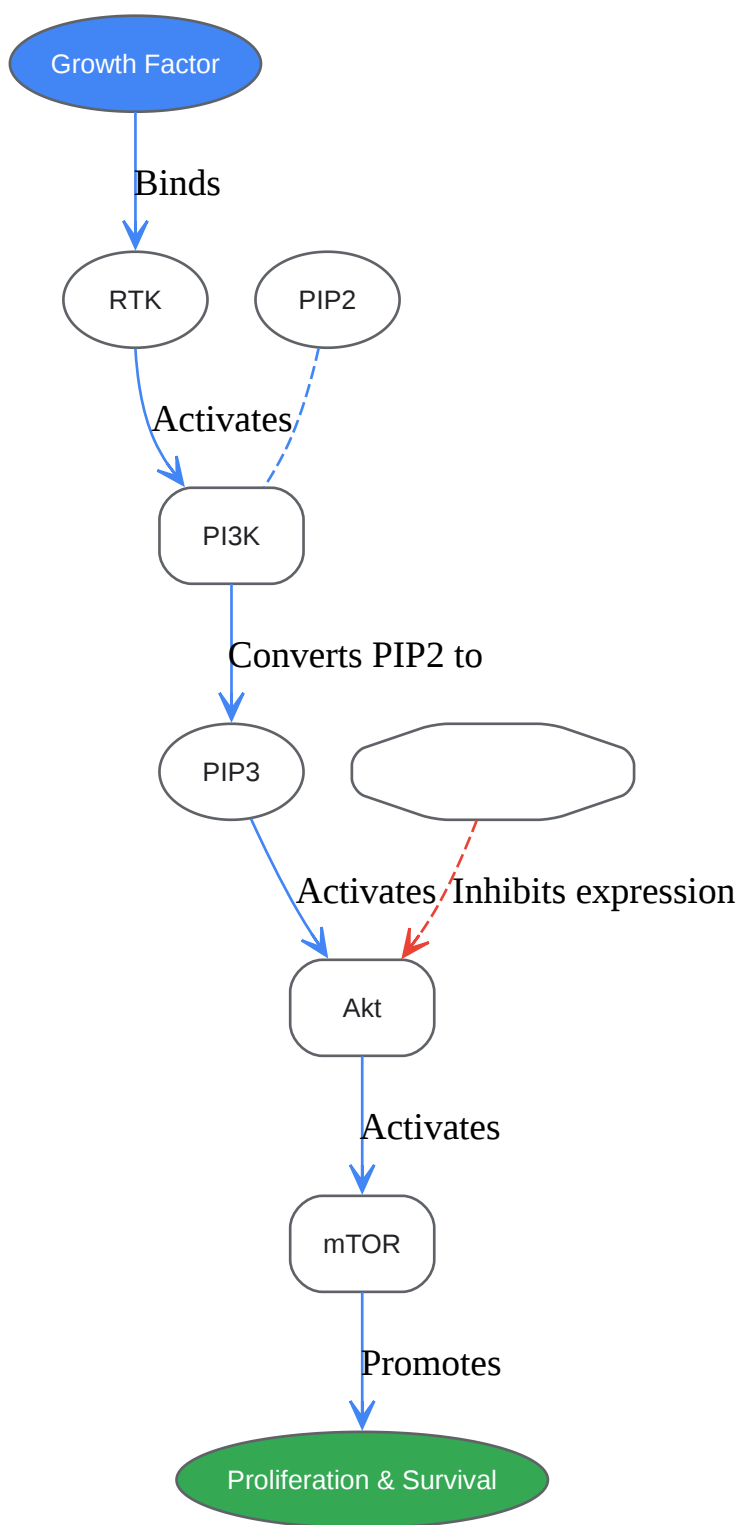 Growth Factor
Binds
RTK
PIP2
Activates
PI3K
Converts PIP2 to
PIP3
Activates
Inhibits expression
Akt
Activates
mTOR
Promotes
Proliferation & Survival